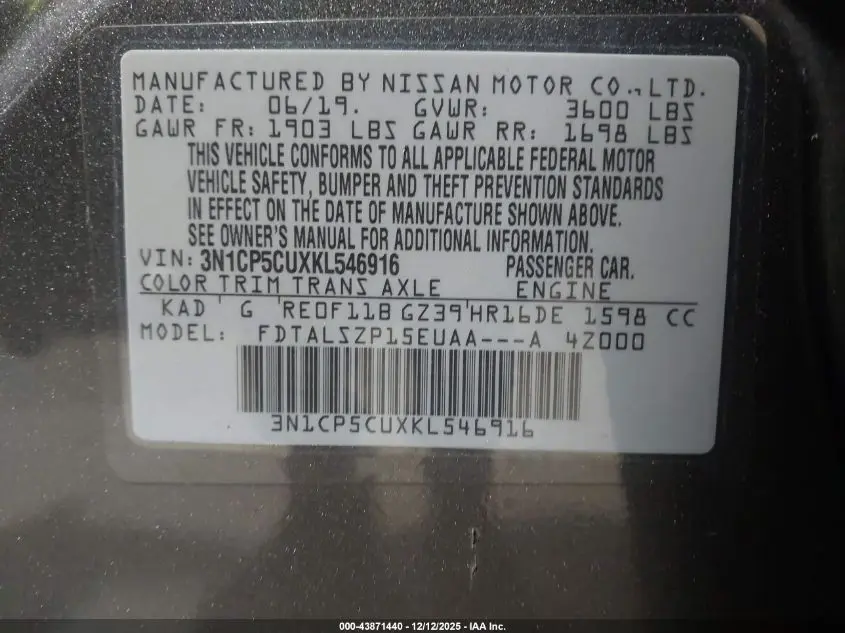 MANUFACTURED BY NISSAN MOTOR CO.,LTD.
DATE: 06/19. GVWR: 3600 LBS
GAWR FR: 1903 LBS GAWR RR: 1698 LBS
THIS VEHICLE CONFORMS TO ALL APPLICABLE FEDERAL MOTOR
VEHICLE SAFETY, BUMPER AND THEFT PREVENTION STANDARDS
IN EFFECT ON THE DATE OF MANUFACTURE SHOWN ABOVE.
SEE OWNER'S MANUAL FOR ADDITIONAL INFORMATION.
VIN: 3N1CP5CUXKL546916 PASSENGER CAR.
COLOR TRIM TRANS AXLE ENGINE
KAD G RE0F11B GZ39 HR16DE 1598 CC
MODEL: FDTALSZP15EUAA---A 4Z000
3N1CP5CUXKL546916
000-43871440 - 12/12/2025 - IAA Inc.